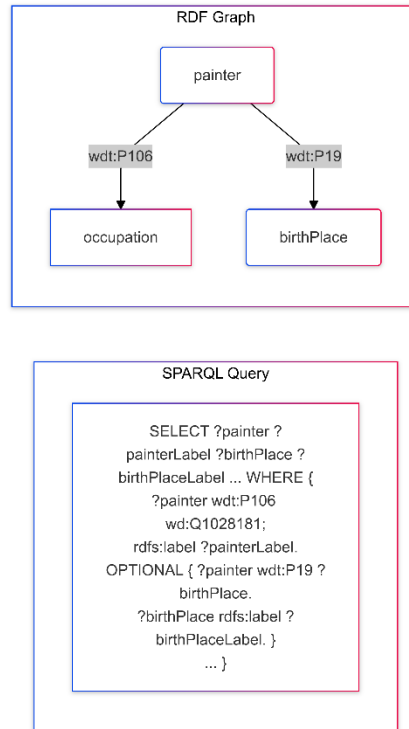 RDF Graph
painter
wdt:P106
wdt:P19
occupation
birthPlace
SPARQL Query
SELECT ?painter ?
painterLabel ?birthPlace ?
birthPlaceLabel ... WHERE {
?painter wdt:P106
wd:Q1028181;
rdfs:label ?painterLabel.
OPTIONAL { ?painter wdt:P19 ?
birthPlace.
?birthPlace rdfs:label ?
birthPlaceLabel. }
... }